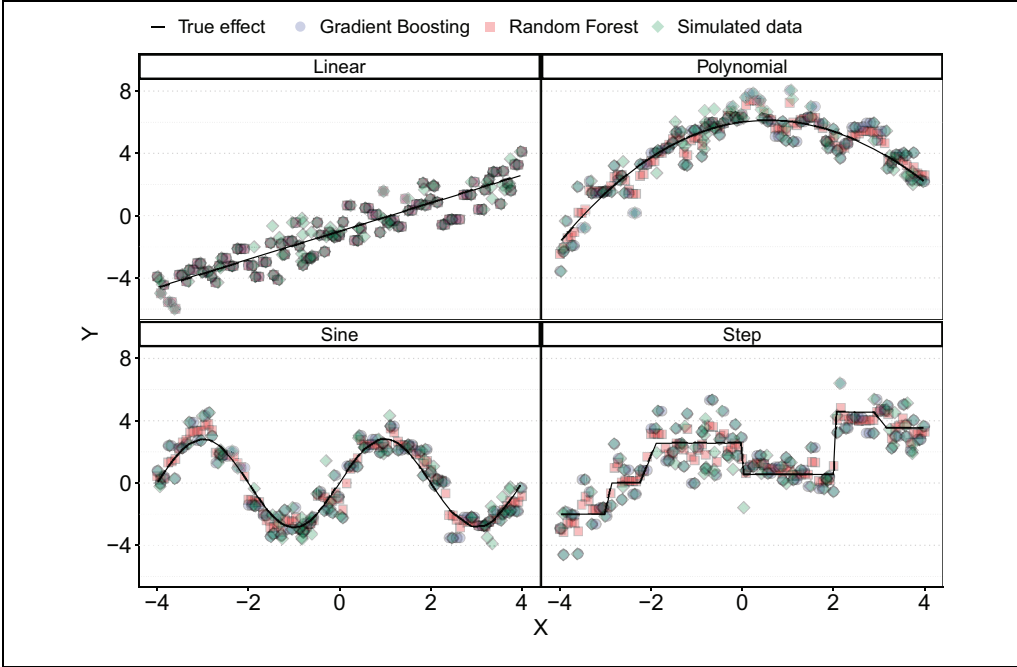 True effect Gradient Boosting Random Forest Simulated data
Linear Polynomial
8
4
0
−4
Y
Sine Step
8
4
0
−4
−4 −2 0 2 4 −4 −2 0 2 4
X